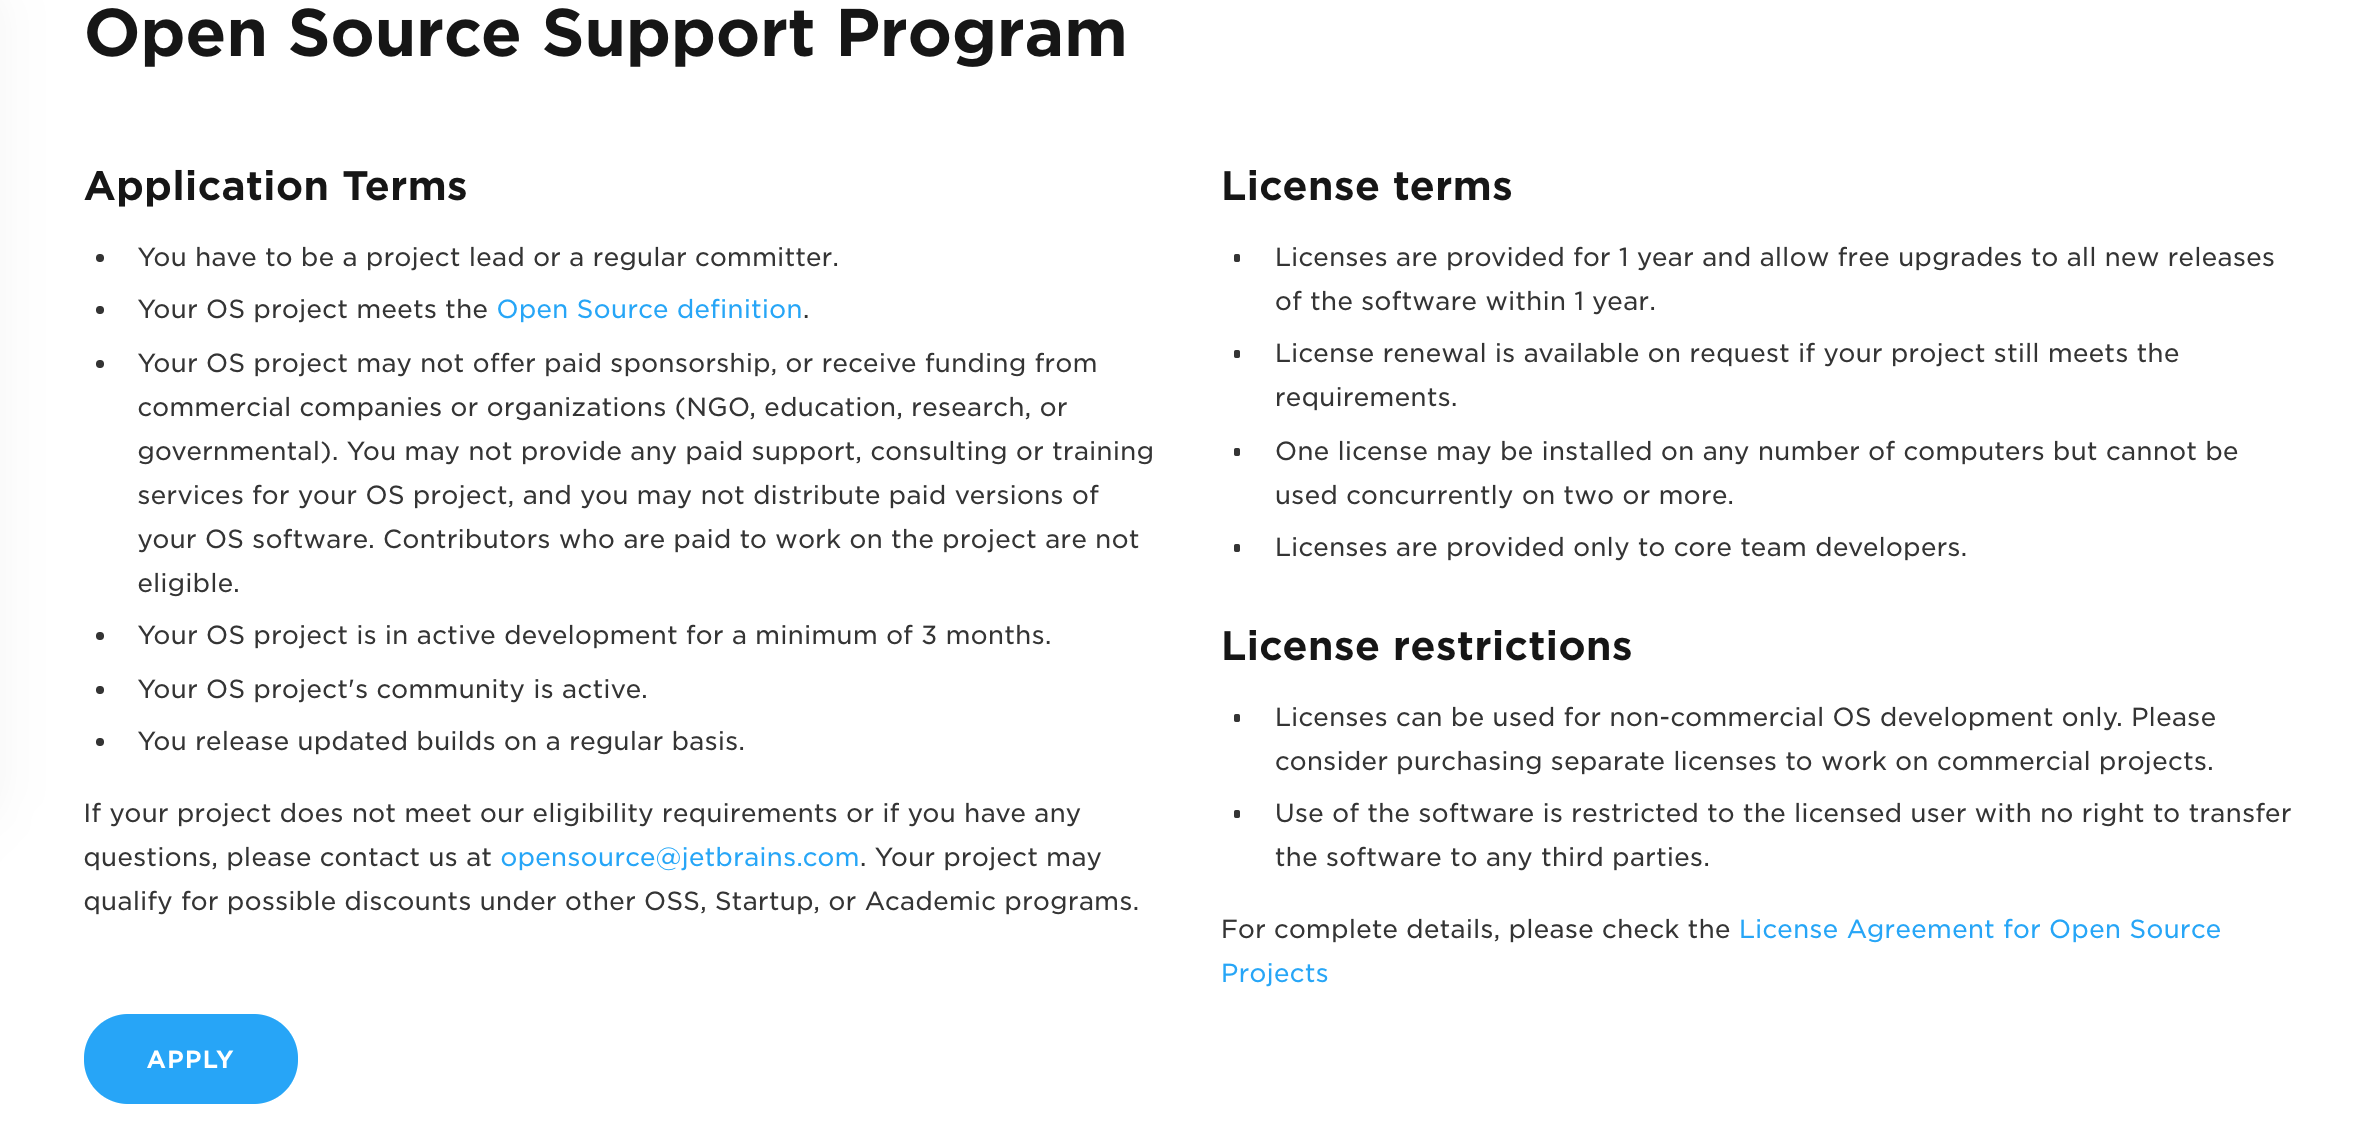 Open Source Support Program
Application Terms
• You have to be a project lead or a regular committer.
• Your OS project meets the Open Source definition.
• Your OS project may not offer paid sponsorship, or receive funding from
commercial companies or organizations (NGO, education, research, or
governmental). You may not provide any paid support, consulting or training
services for your OS project, and you may not distribute paid versions of
your OS software. Contributors who are paid to work on the project are not
eligible.
• Your OS project is in active development for a minimum of 3 months.
• Your OS project's community is active.
• You release updated builds on a regular basis.
If your project does not meet our eligibility requirements or if you have any
questions, please contact us at opensource@jetbrains.com. Your project may
qualify for possible discounts under other OSS, Startup, or Academic programs.
APPLY
License terms
• Licenses are provided for 1 year and allow free upgrades to all new releases
of the software within 1 year.
• License renewal is available on request if your project still meets the
requirements.
• One license may be installed on any number of computers but cannot be
used concurrently on two or more.
• Licenses are provided only to core team developers.
License restrictions
• Licenses can be used for non-commercial OS development only. Please
consider purchasing separate licenses to work on commercial projects.
• Use of the software is restricted to the licensed user with no right to transfer
the software to any third parties.
For complete details, please check the License Agreement for Open Source
Projects